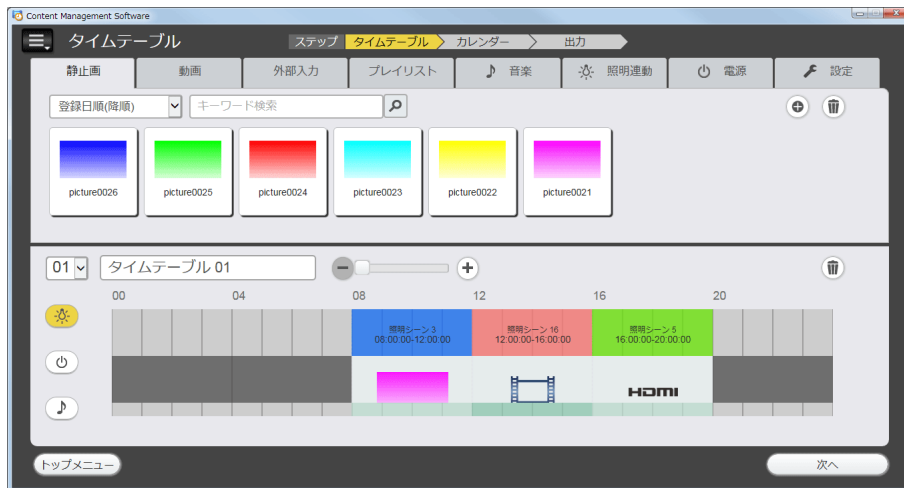 Content Management Software
タイムテーブル
ステップ タイムテーブル カレンダー 出力
静止画 動画 外部入力 プレイリスト 音楽 照明連動 電源 設定
登録日順(降順) キーワード検索
picture0026 picture0025 picture0024 picture0023 picture0022 picture0021
01 タイムテーブル 01
00 04 08 12 16 20
照明シーン 3 照明シーン 16 照明シーン 5
08:00:00-12:00:00 12:00:00-16:00:00 16:00:00-20:00:00
HDMI
トップメニュー 次へ